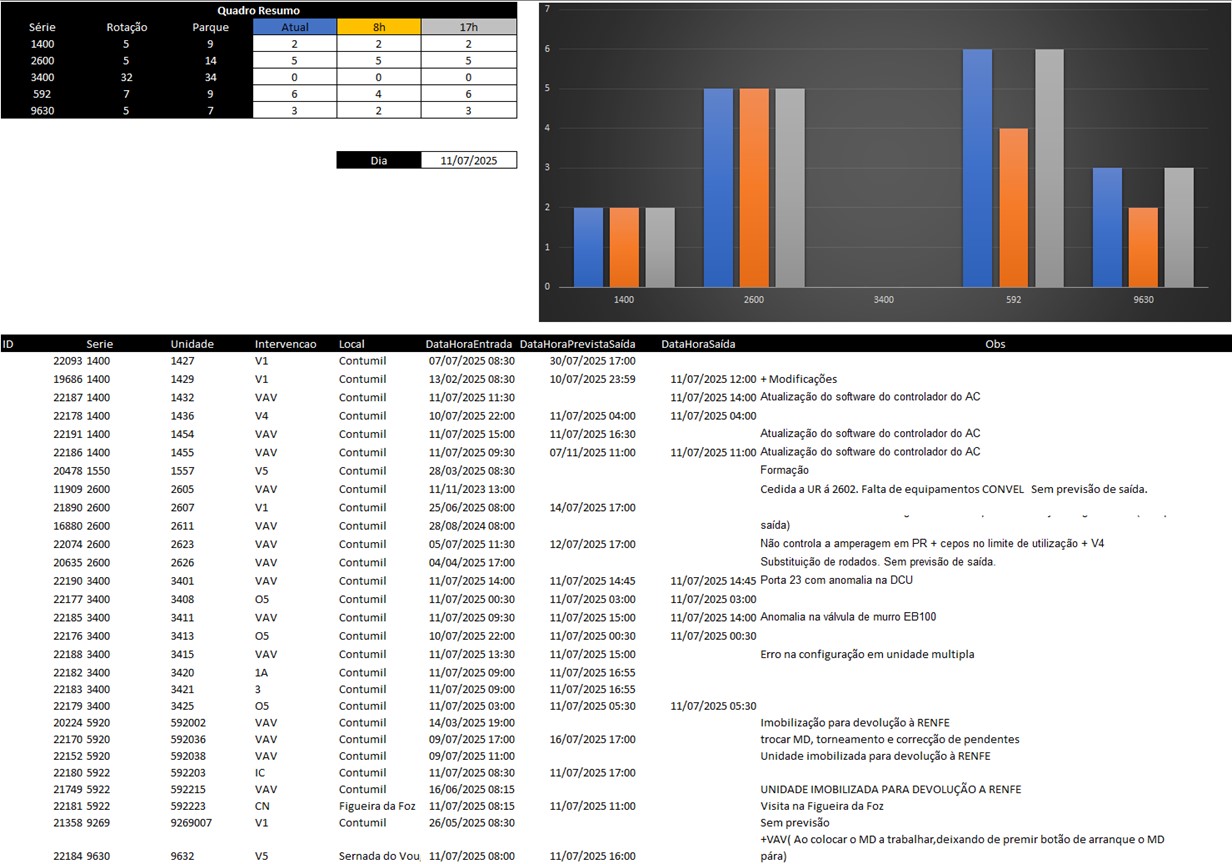 Quadro Resumo
Série Rotação Parque Atual 8h 17h
1400 5 9 2 2 2
2600 5 14 5 5 5
3400 32 34 0 0 0
592 7 9 6 4 6
9630 5 7 3 2 3
Dia 11/07/2025
7
6
5
4
3
2
1
0
1400 2600 3400 592 9630
ID Serie Unidade Intervencao Local DataHoraEntrada DataHoraPrevistaSaída DataHoraSaída Obs
22093 1400 1427 V1 Contumil 07/07/2025 08:30 30/07/2025 17:00
19686 1400 1429 V1 Contumil 13/02/2025 08:30 10/07/2025 23:59 11/07/2025 12:00 + Modificações
22187 1400 1432 VAV Contumil 11/07/2025 11:30 11/07/2025 14:00 Atualização do software do controlador do AC
22178 1400 1436 V4 Contumil 10/07/2025 22:00 11/07/2025 04:00 11/07/2025 04:00
22191 1400 1454 VAV Contumil 11/07/2025 15:00 11/07/2025 16:30 Atualização do software do controlador do AC
22186 1400 1455 VAV Contumil 11/07/2025 09:30 07/11/2025 11:00 11/07/2025 11:00 Atualização do software do controlador do AC
20478 1550 1557 V5 Contumil 28/03/2025 08:30 Formação
11909 2600 2605 VAV Contumil 11/11/2023 13:00 Cedida a UR á 2602. Falta de equipamentos CONVEL Sem previsão de saída.
21890 2600 2607 V1 Contumil 25/06/2025 08:00 14/07/2025 17:00
16880 2600 2611 VAV Contumil 28/08/2024 08:00 saída)
22074 2600 2623 VAV Contumil 05/07/2025 11:30 12/07/2025 17:00 Não controla a amperagem em PR + cepos no limite de utilização + V4
20635 2600 2626 VAV Contumil 04/04/2025 17:00 Substituição de rodados. Sem previsão de saída.
22190 3400 3401 VAV Contumil 11/07/2025 14:00 11/07/2025 14:45 11/07/2025 14:45 Porta 23 com anomalia na DCU
22177 3400 3408 O5 Contumil 11/07/2025 00:30 11/07/2025 03:00 11/07/2025 03:00
22185 3400 3411 VAV Contumil 11/07/2025 09:30 11/07/2025 15:00 11/07/2025 14:00 Anomalia na válvula de murro EB100
22176 3400 3413 O5 Contumil 10/07/2025 22:00 11/07/2025 00:30 11/07/2025 00:30
22188 3400 3415 VAV Contumil 11/07/2025 13:30 11/07/2025 15:00 Erro na configuração em unidade multipla
22182 3400 3420 1A Contumil 11/07/2025 09:00 11/07/2025 16:55
22183 3400 3421 3 Contumil 11/07/2025 09:00 11/07/2025 16:55
22179 3400 3425 O5 Contumil 11/07/2025 03:00 11/07/2025 05:30 11/07/2025 05:30
20224 5920 592002 VAV Contumil 14/03/2025 19:00 Imobilização para devolução à RENFE
22170 5920 592036 VAV Contumil 09/07/2025 17:00 16/07/2025 17:00 trocar MD, torneamento e correcção de pendentes
22152 5920 592038 VAV Contumil 09/07/2025 11:00 Unidade imobilizada para devolução à RENFE
22180 5922 592203 IC Contumil 11/07/2025 08:30 11/07/2025 17:00
21749 5922 592215 VAV Contumil 16/06/2025 08:15 UNIDADE IMOBILIZADA PARA DEVOLUÇÃO A RENFE
22181 5922 592223 CN Figueira da Foz 11/07/2025 08:15 11/07/2025 11:00 Visita na Figueira da Foz
21358 9269 9269007 V1 Contumil 26/05/2025 08:30 Sem previsão
+VAV( Ao colocar o MD a trabalhar,deixando de premir botão de arranque o MD
22184 9630 9632 V5 Sernada do Vou 11/07/2025 08:00 11/07/2025 16:00 pára)